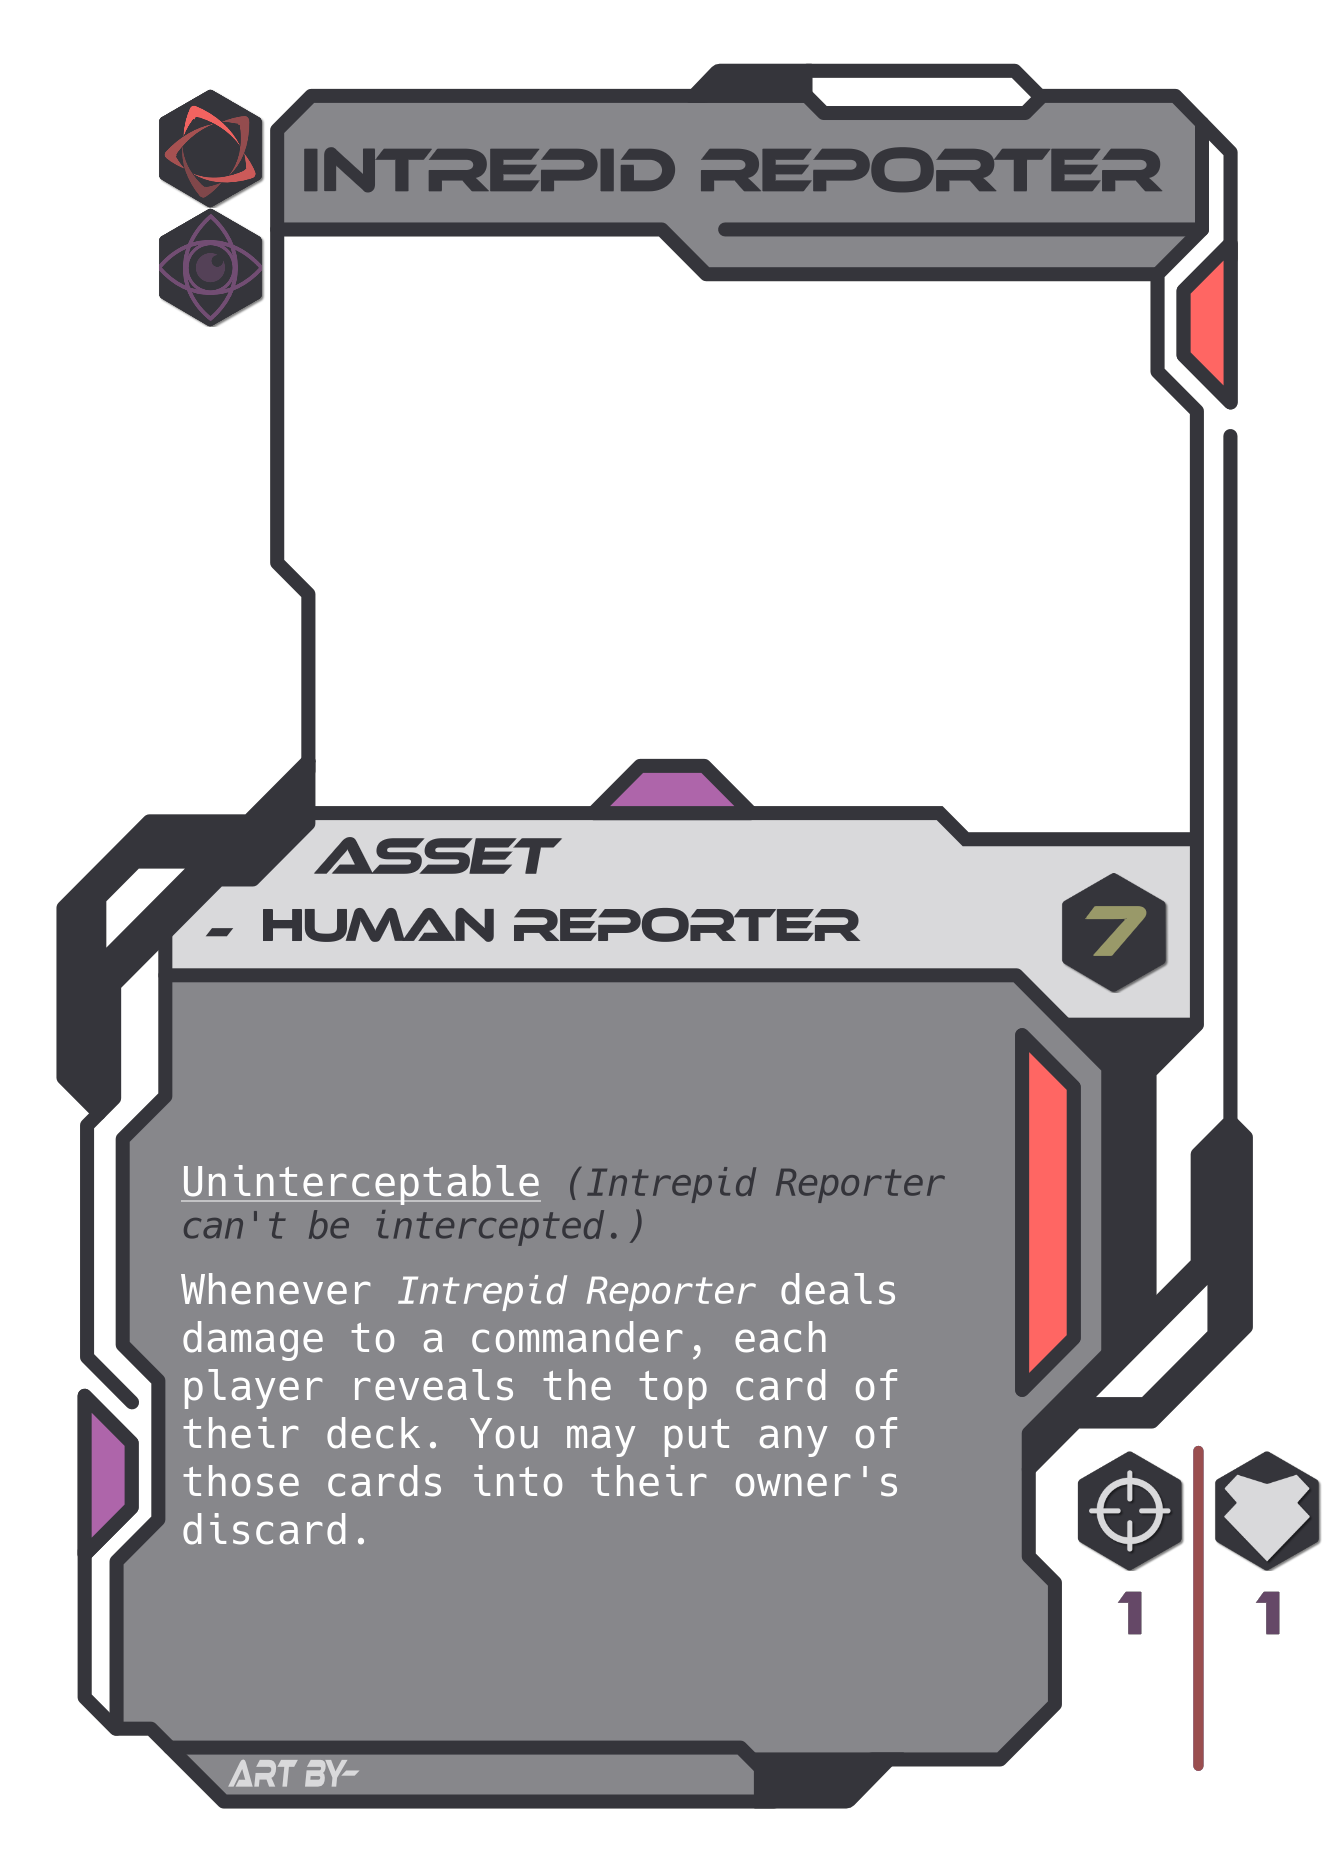 INTREPID REPORTER
ASSET
- HUMAN REPORTER
7
Uninterceptable (Intrepid Reporter
can't be intercepted.)
Whenever Intrepid Reporter deals
damage to a commander, each
player reveals the top card of
their deck. You may put any of
those cards into their owner's
discard.
1 1
ART BY-